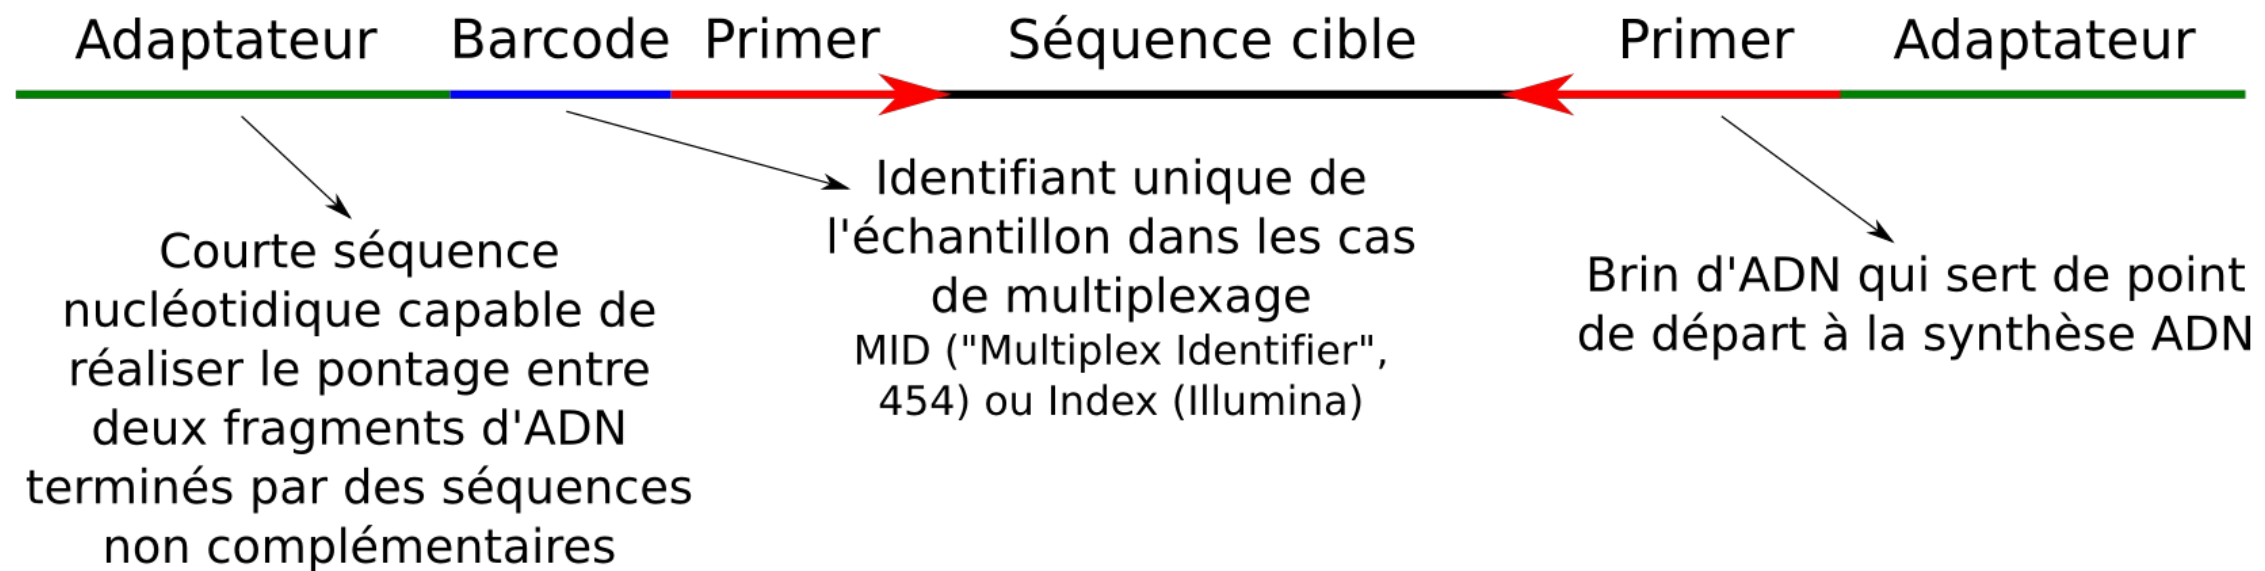 Adaptateur Barcode Primer Séquence cible Primer Adaptateur
Courte séquence
nucléotidique capable de
réaliser le pontage entre
deux fragments d'ADN
terminés par des séquences
non complémentaires
Identifiant unique de
l'échantillon dans les cas
de multiplexage
MID ("Multiplex Identifier",
454) ou Index (Illumina)
Brin d'ADN qui sert de point
de départ à la synthèse ADN